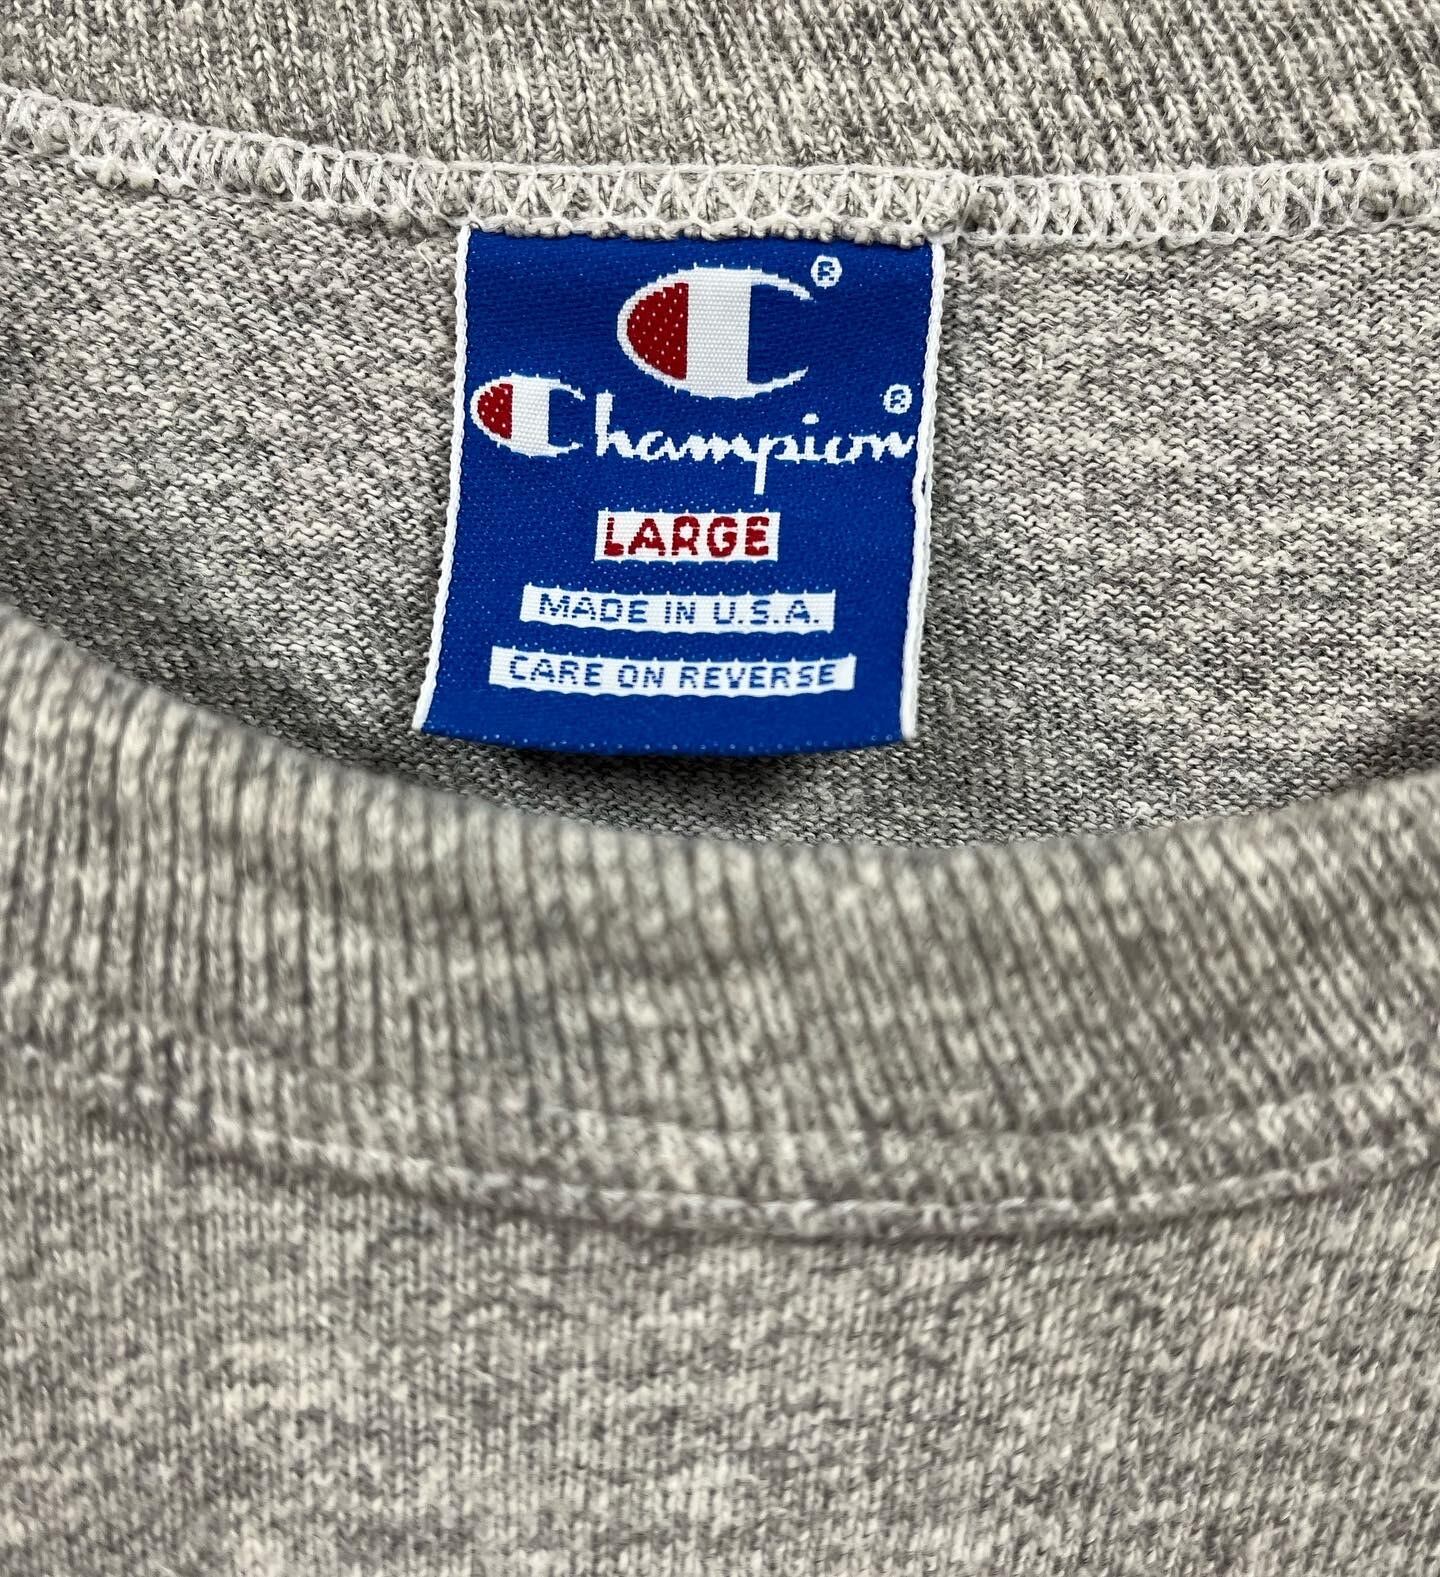 C®
Champion®
LARGE
MADE IN U.S.A.
CARE ON REVERSE